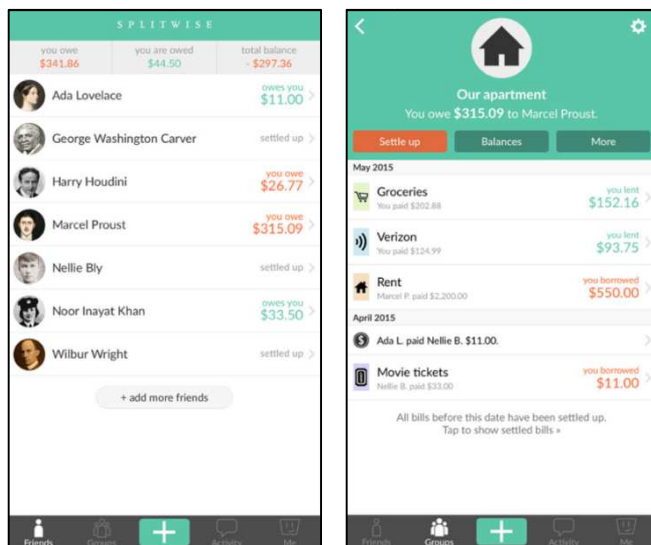 SPLITWISE
you owe
$341.86
you are owed
$44.50
total balance
- $297.36
Ada Lovelace
owes you
$11.00
George Washington Carver
settled up
Harry Houdini
you owe
$26.77
Marcel Proust
you owe
$315.09
Nellie Bly
settled up
Noor Inayat Khan
owes you
$33.50
Wilbur Wright
settled up
+ add more friends
Friends
Groups
Activity
Me
Our apartment
You owe $315.09 to Marcel Proust.
Settle up
Balances
More
May 2015
Groceries
You paid $202.88
you lent
$152.16
Verizon
You paid $124.99
you lent
$93.75
Rent
Marcel P. paid $2,200.00
you borrowed
$550.00
April 2015
Ada L. paid Nellie B. $11.00.
Movie tickets
Nellie B. paid $33.00
you borrowed
$11.00
All bills before this date have been settled up.
Tap to show settled bills »
Friends
Groups
Activity
Me